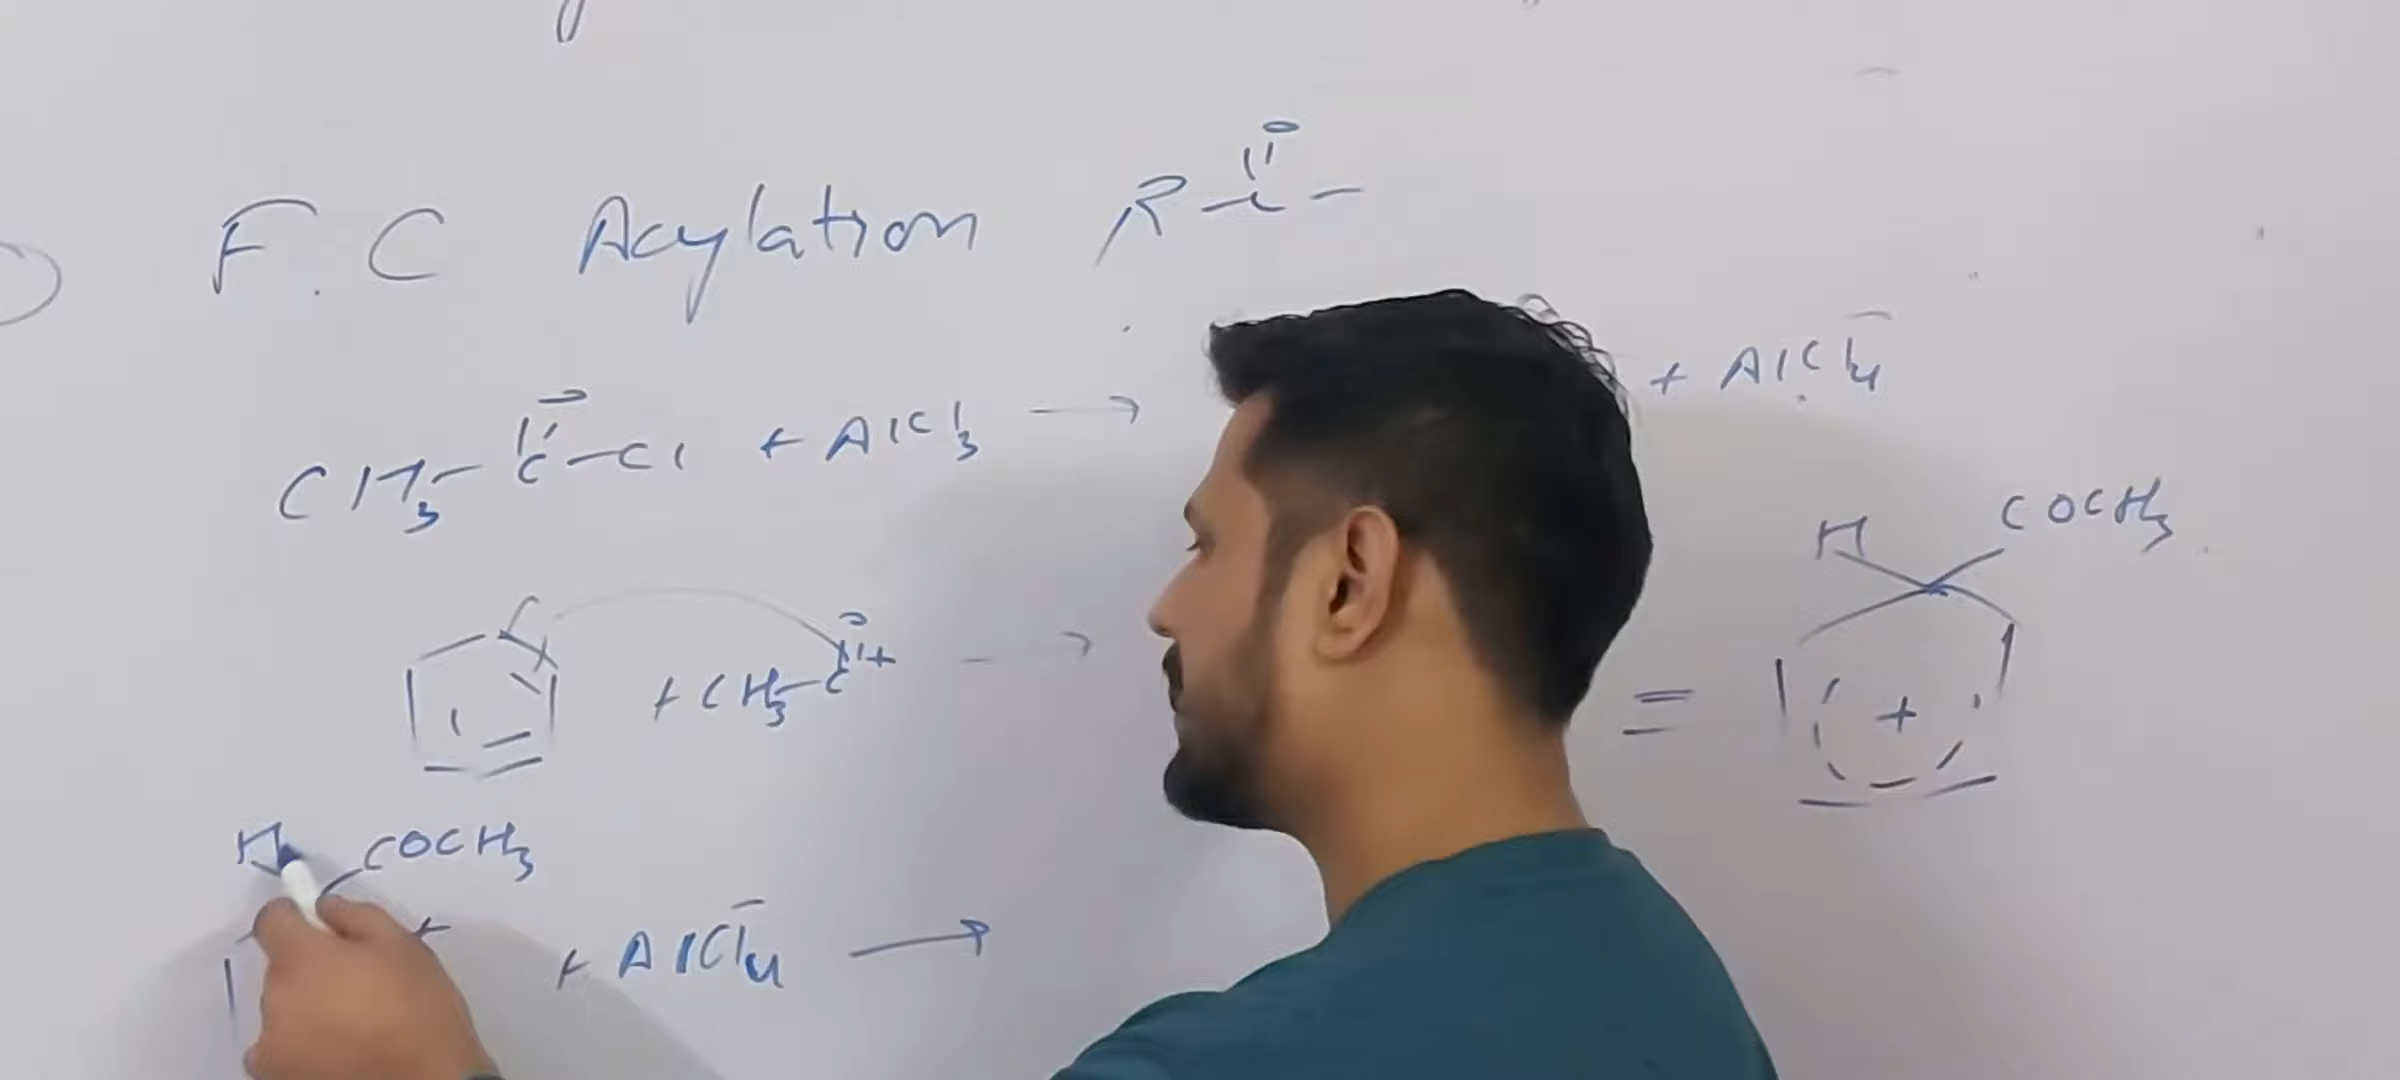 F. C Acylation R-C-
O
CH3-C-Cl + AlCl3 → + AlCl4-
O
H COCH3
+ CH3-C+ → = +
O
H COCH3
+ + AlCl4- →